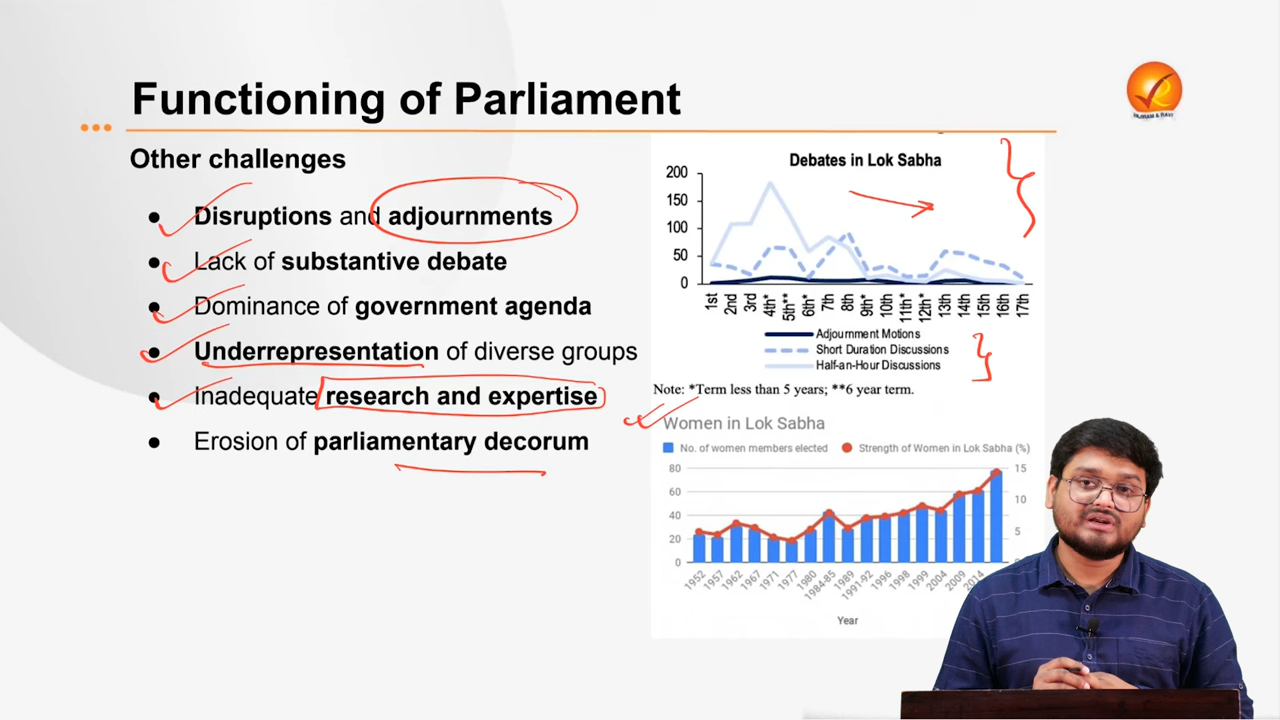 Functioning of Parliament
VAJIRAM & RAVI
Other challenges
● Disruptions and adjournments
● Lack of substantive debate
● Dominance of government agenda
● Underrepresentation of diverse groups
● Inadequate research and expertise
● Erosion of parliamentary decorum
Debates in Lok Sabha
200
150
100
50
0
1st 2nd 3rd 4th* 5th** 6th* 7th 8th 9th* 10th 11th* 12th* 13th 14th 15th 16th 17th
Adjournment Motions
Short Duration Discussions
Half-an-Hour Discussions
Note: *Term less than 5 years; **6 year term.
Women in Lok Sabha
No. of women members elected Strength of Women in Lok Sabha (%)
80 15
60 10
40
20 5
0
1952 1957 1962 1967 1971 1977 1980 1984-85 1989 1991-92 1996 1998 1999 2004 2009 2014
Year